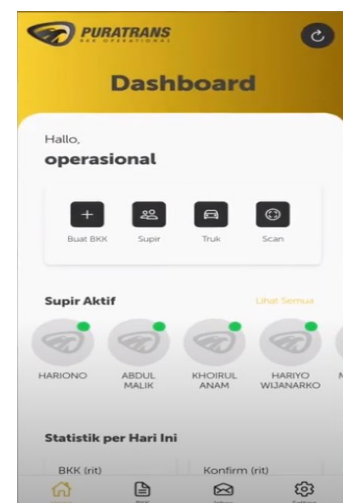 PURATRANS
BKK OPERATIONAL
Dashboard
Hallo,
operasional
Buat BKK
Supir
Truk
Scan
Supir Aktif
Lihat Semua
HARIONO
ABDUL
MALIK
KHOIRUL
ANAM
HARIYO
WIJANARKO
Statistik per Hari Ini
BKK (rit)
Konfirm (rit)